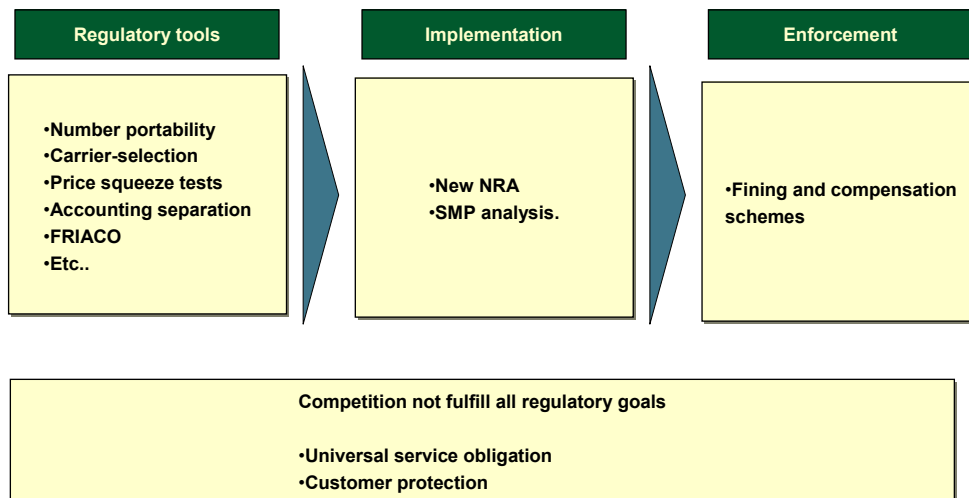 Regulatory tools
Implementation
Enforcement
•Number portability
•Carrier-selection
•Price squeeze tests
•Accounting separation
•FRIACO
•Etc..
•New NRA
•SMP analysis.
•Fining and compensation
schemes
Competition not fulfill all regulatory goals
•Universal service obligation
•Customer protection